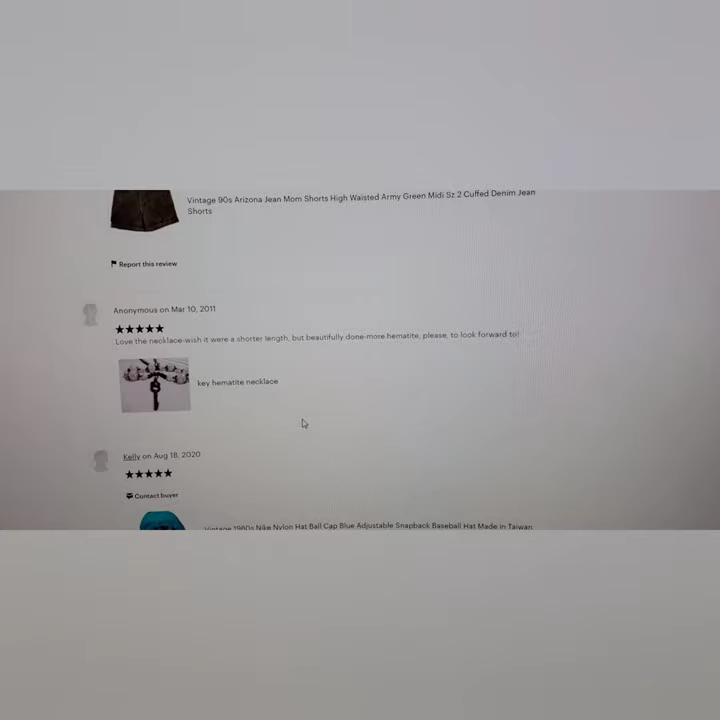 Vintage 90s Arizona Jean Mom Shorts High Waisted Army Green Midi Sz 2 Cuffed Denim Jean
Shorts
Report this review
Anonymous on Mar 10, 2011
★★★★★
Love the necklace-wish it were a shorter length, but beautifully done-more hematite, please, to look forward to!
key hematite necklace
Kelly on Aug 18, 2020
★★★★★
Contact buyer
Vintage 1980s Nike Nylon Hat Ball Cap Blue Adjustable Snapback Baseball Hat Made in Taiwan